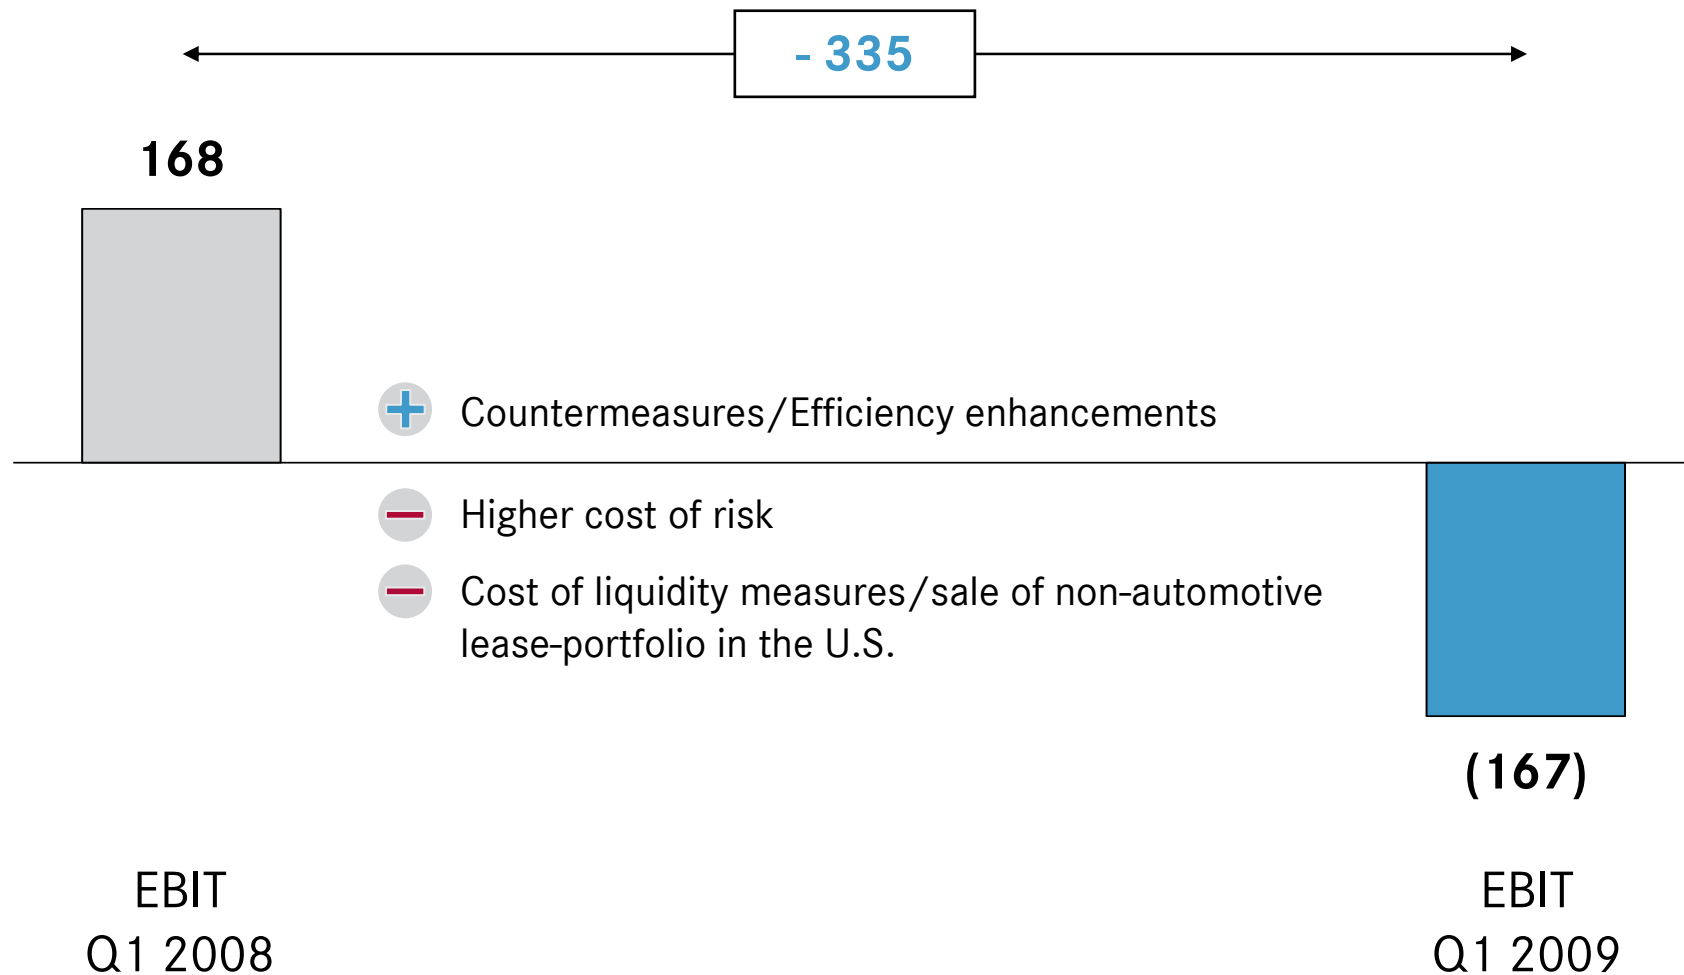 - 335
168
Countermeasures/Efficiency enhancements
Higher cost of risk
Cost of liquidity measures/sale of non-automotive
lease-portfolio in the U.S.
(167)
EBIT
Q1 2008
EBIT
Q1 2009